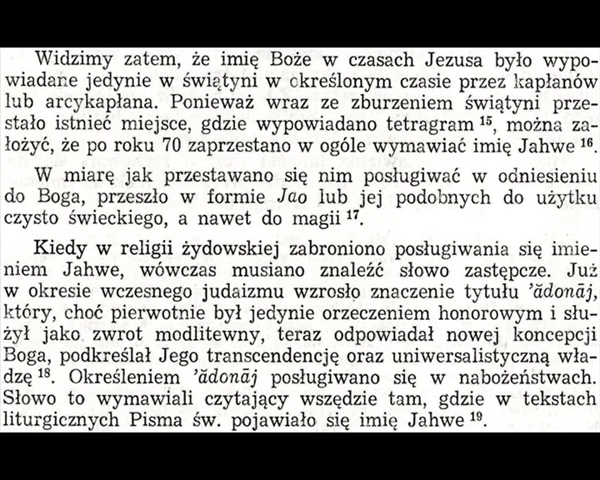 Widzimy zatem, że imię Boże w czasach Jezusa było wypo-
wiadane jedynie w świątyni w określonym czasie przez kapłanów
lub arcykapłana. Ponieważ wraz ze zburzeniem świątyni prze-
stało istnieć miejsce, gdzie wypowiadano tetragram ¹⁵, można za-
łożyć, że po roku 70 zaprzestano w ogóle wymawiać imię Jahwe ¹⁶.
W miarę jak przestawano się nim posługiwać w odniesieniu
do Boga, przeszło w formie Jao lub jej podobnych do użytku
czysto świeckiego, a nawet do magii ¹⁷.
Kiedy w religii żydowskiej zabroniono posługiwania się imie-
niem Jahwe, wówczas musiano znaleźć słowo zastępcze. Już
w okresie wczesnego judaizmu wzrosło znaczenie tytułu ’ădonāj,
który, choć pierwotnie był jedynie orzeczeniem honorowym i słu-
żył jako zwrot modlitewny, teraz odpowiadał nowej koncepcji
Boga, podkreślał Jego transcendencję oraz uniwersalistyczną wła-
dzę ¹⁸. Określeniem ’ădonāj posługiwano się w nabożeństwach.
Słowo to wymawiali czytający wszędzie tam, gdzie w tekstach
liturgicznych Pisma św. pojawiało się imię Jahwe ¹⁹.